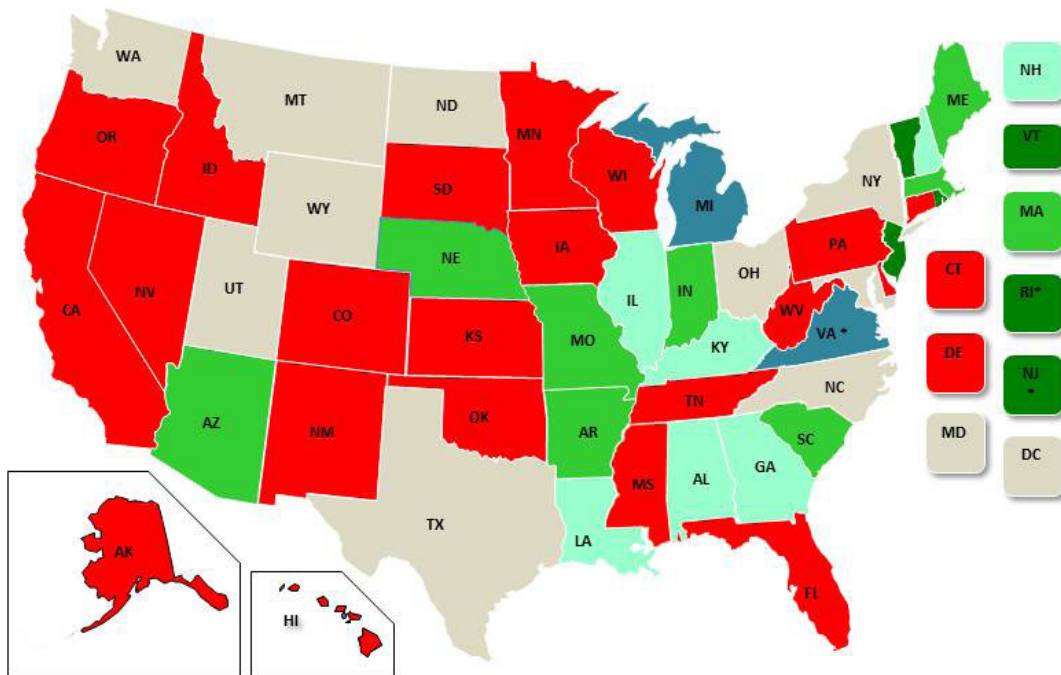 WA
MT
ND
MN
OR
ID
SD
WI
WY
MI
NY
ME
NH
VT
MA
NE
IA
PA
NV
UT
CO
IL
IN
OH
CT
CA
KS
MO
WV
VA *
RI*
KY
DE
NJ
*
AZ
NM
OK
AR
TN
NC
SC
MD
DC
MS
AL
GA
TX
LA
AK
FL
HI